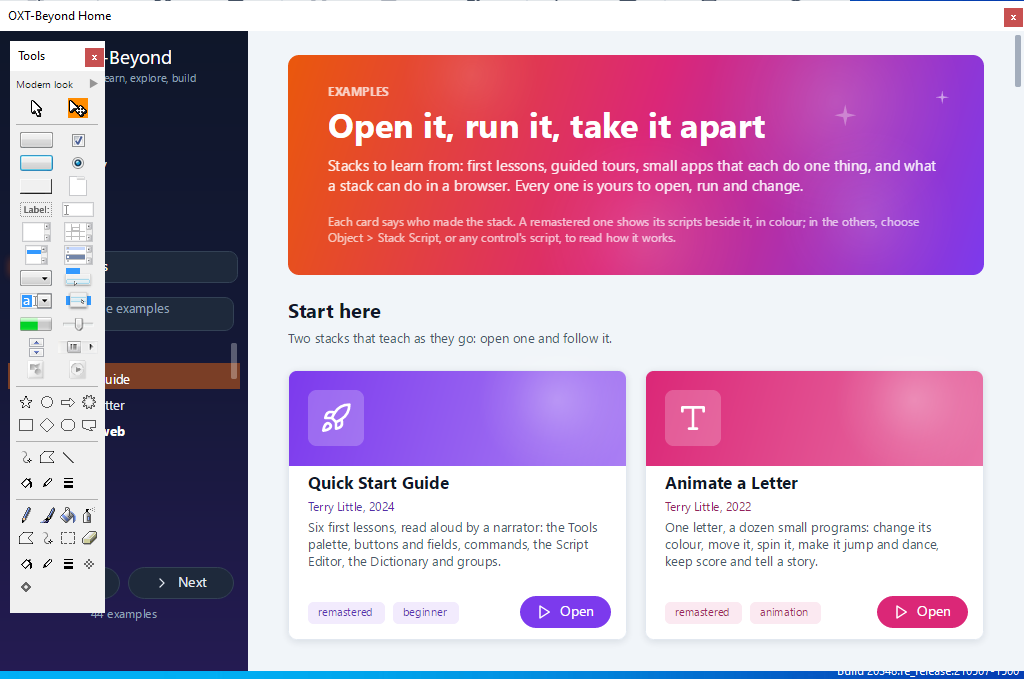 OXT-Beyond Home
Tools
Modern look
Label:
-Beyond
earn, explore, build
e examples
uide
tter
web
Next
44 examples
EXAMPLES
Open it, run it, take it apart
Stacks to learn from: first lessons, guided tours, small apps that each do one thing, and what
a stack can do in a browser. Every one is yours to open, run and change.
Each card says who made the stack. A remastered one shows its scripts beside it, in colour; in the others, choose
Object > Stack Script, or any control's script, to read how it works.
Start here
Two stacks that teach as they go: open one and follow it.
Quick Start Guide
Terry Little, 2024
Six first lessons, read aloud by a narrator: the Tools
palette, buttons and fields, commands, the Script
Editor, the Dictionary and groups.
remastered
beginner
Open
Animate a Letter
Terry Little, 2022
One letter, a dozen small programs: change its
colour, move it, spin it, make it jump and dance,
keep score and tell a story.
remastered
animation
Open